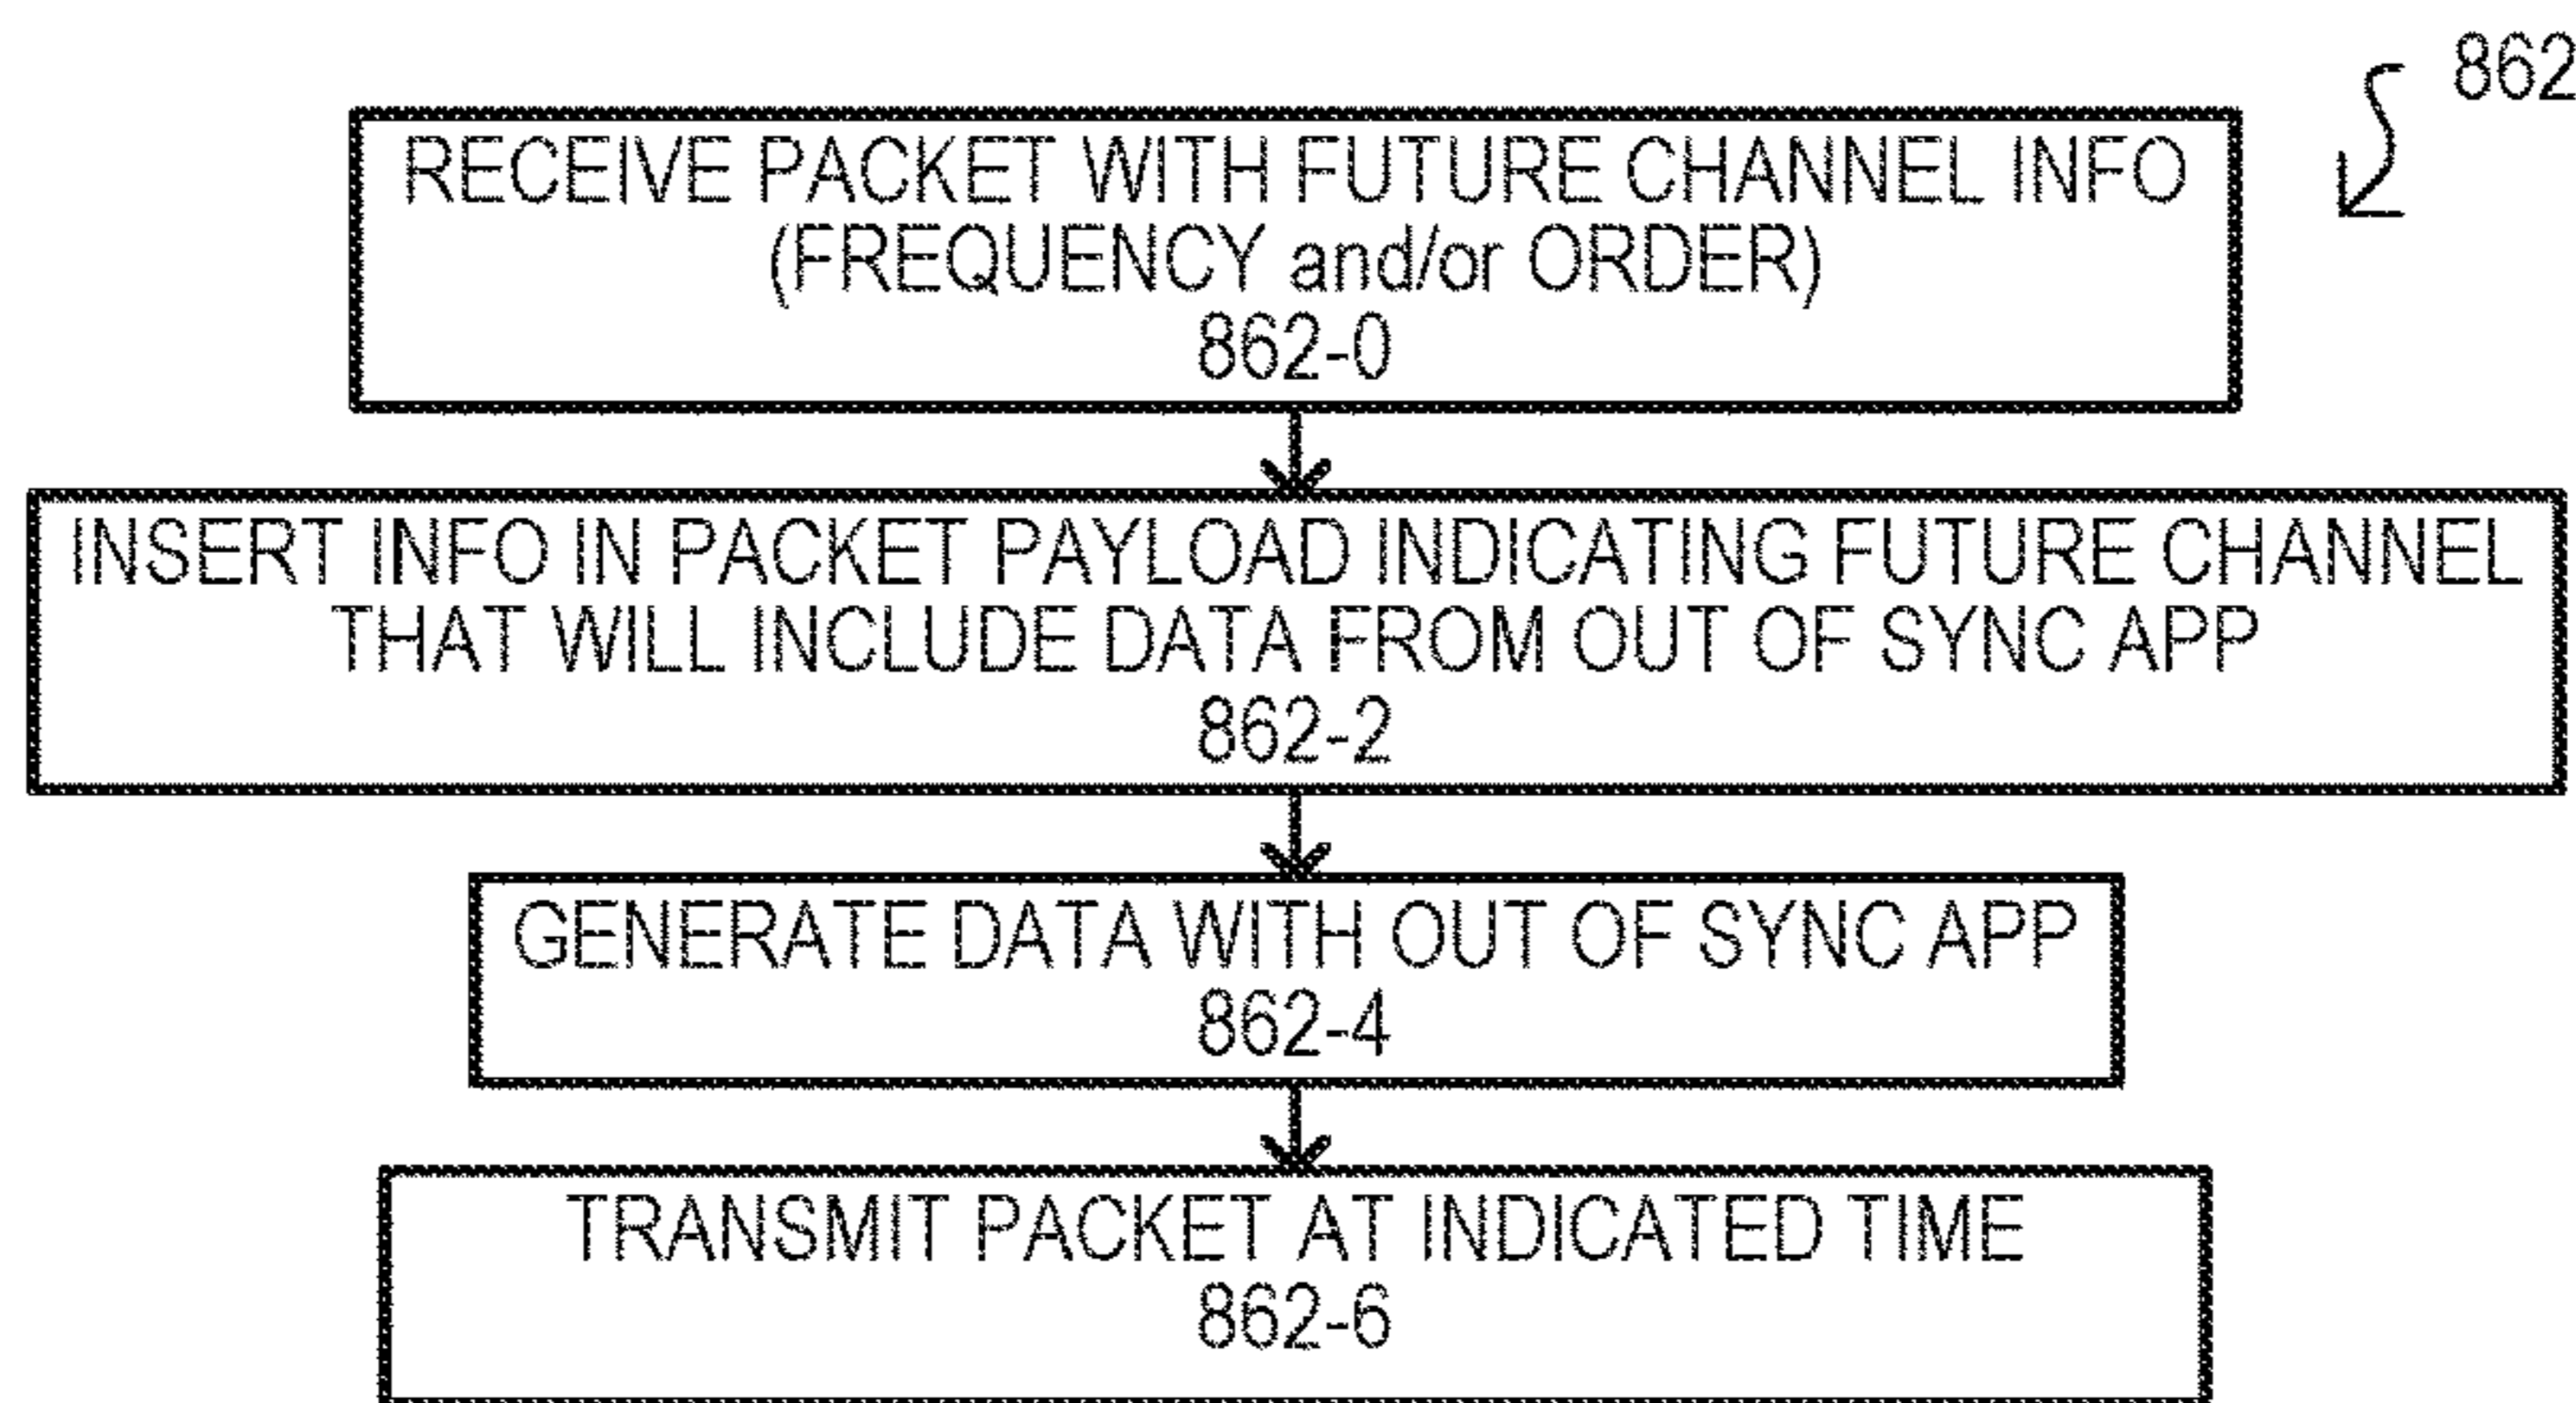 862
RECEIVE PACKET WITH FUTURE CHANNEL INFO
(FREQUENCY and/or ORDER)
862-0
INSERT INFO IN PACKET PAYLOAD INDICATING FUTURE CHANNEL
THAT WILL INCLUDE DATA FROM OUT OF SYNC APP
862-2
GENERATE DATA WITH OUT OF SYNC APP
862-4
TRANSMIT PACKET AT INDICATED TIME
862-6